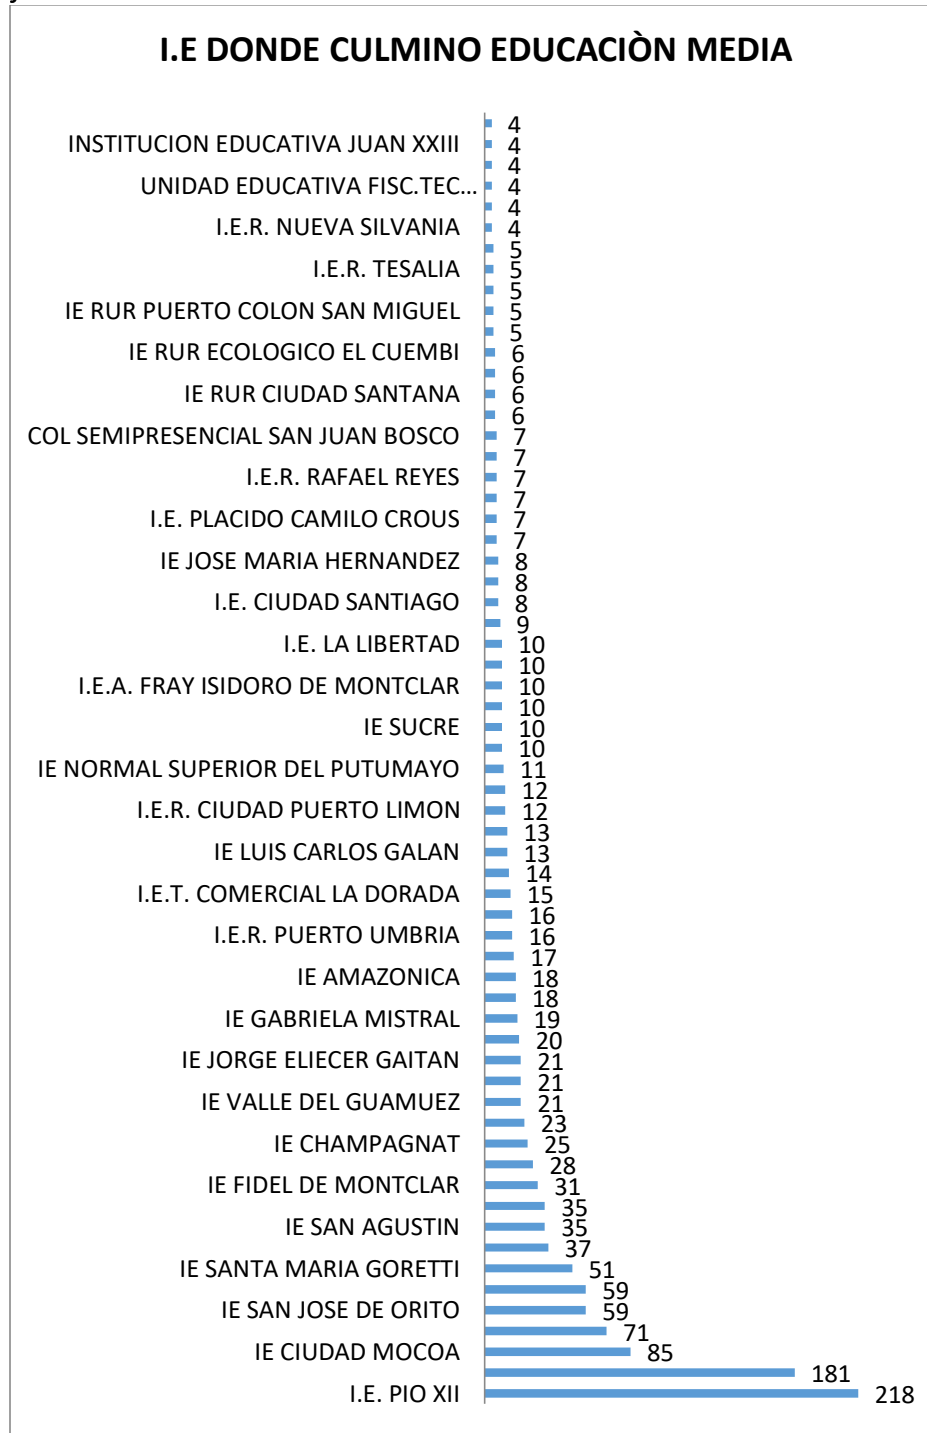 I.E DONDE CULMINO EDUCACIÒN MEDIA
4
INSTITUCION EDUCATIVA JUAN XXIII 4
4
UNIDAD EDUCATIVA FISC.TEC... 4
4
I.E.R. NUEVA SILVANIA 4
5
I.E.R. TESALIA 5
5
IE RUR PUERTO COLON SAN MIGUEL 5
5
IE RUR ECOLOGICO EL CUEMBI 6
6
IE RUR CIUDAD SANTANA 6
6
COL SEMIPRESENCIAL SAN JUAN BOSCO 7
7
I.E.R. RAFAEL REYES 7
7
I.E. PLACIDO CAMILO CROUS 7
7
IE JOSE MARIA HERNANDEZ 8
8
I.E. CIUDAD SANTIAGO 8
9
I.E. LA LIBERTAD 10
10
I.E.A. FRAY ISIDORO DE MONTCLAR 10
10
IE SUCRE 10
10
IE NORMAL SUPERIOR DEL PUTUMAYO 11
12
I.E.R. CIUDAD PUERTO LIMON 12
13
IE LUIS CARLOS GALAN 13
14
I.E.T. COMERCIAL LA DORADA 15
16
I.E.R. PUERTO UMBRIA 16
17
IE AMAZONICA 18
18
IE GABRIELA MISTRAL 19
20
IE JORGE ELIECER GAITAN 21
21
IE VALLE DEL GUAMUEZ 21
23
IE CHAMPAGNAT 25
28
IE FIDEL DE MONTCLAR 31
35
IE SAN AGUSTIN 35
37
IE SANTA MARIA GORETTI 51
59
IE SAN JOSE DE ORITO 59
71
IE CIUDAD MOCOA 85
181
I.E. PIO XII 218